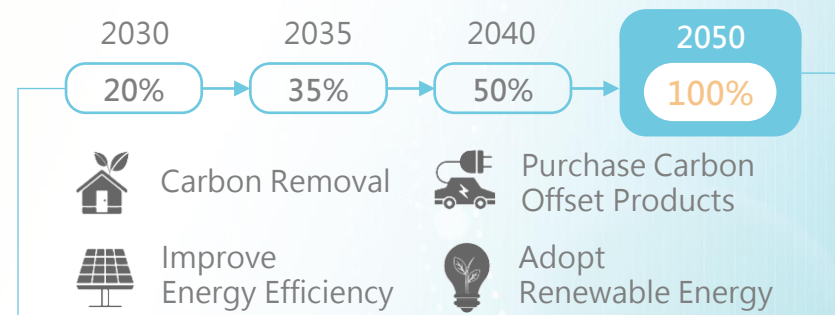 2030
2035
2040
2050
20%
35%
50%
100%
Carbon Removal
Purchase Carbon
Offset Products
Improve
Energy Efficiency
Adopt
Renewable Energy